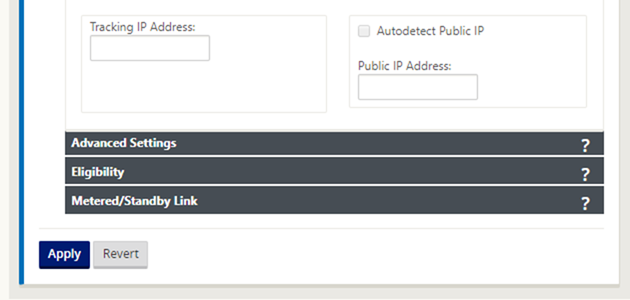 Tracking IP Address:
Autodetect Public IP
Public IP Address:
Advanced Settings ?
Eligibility ?
Metered/Standby Link ?
Apply Revert